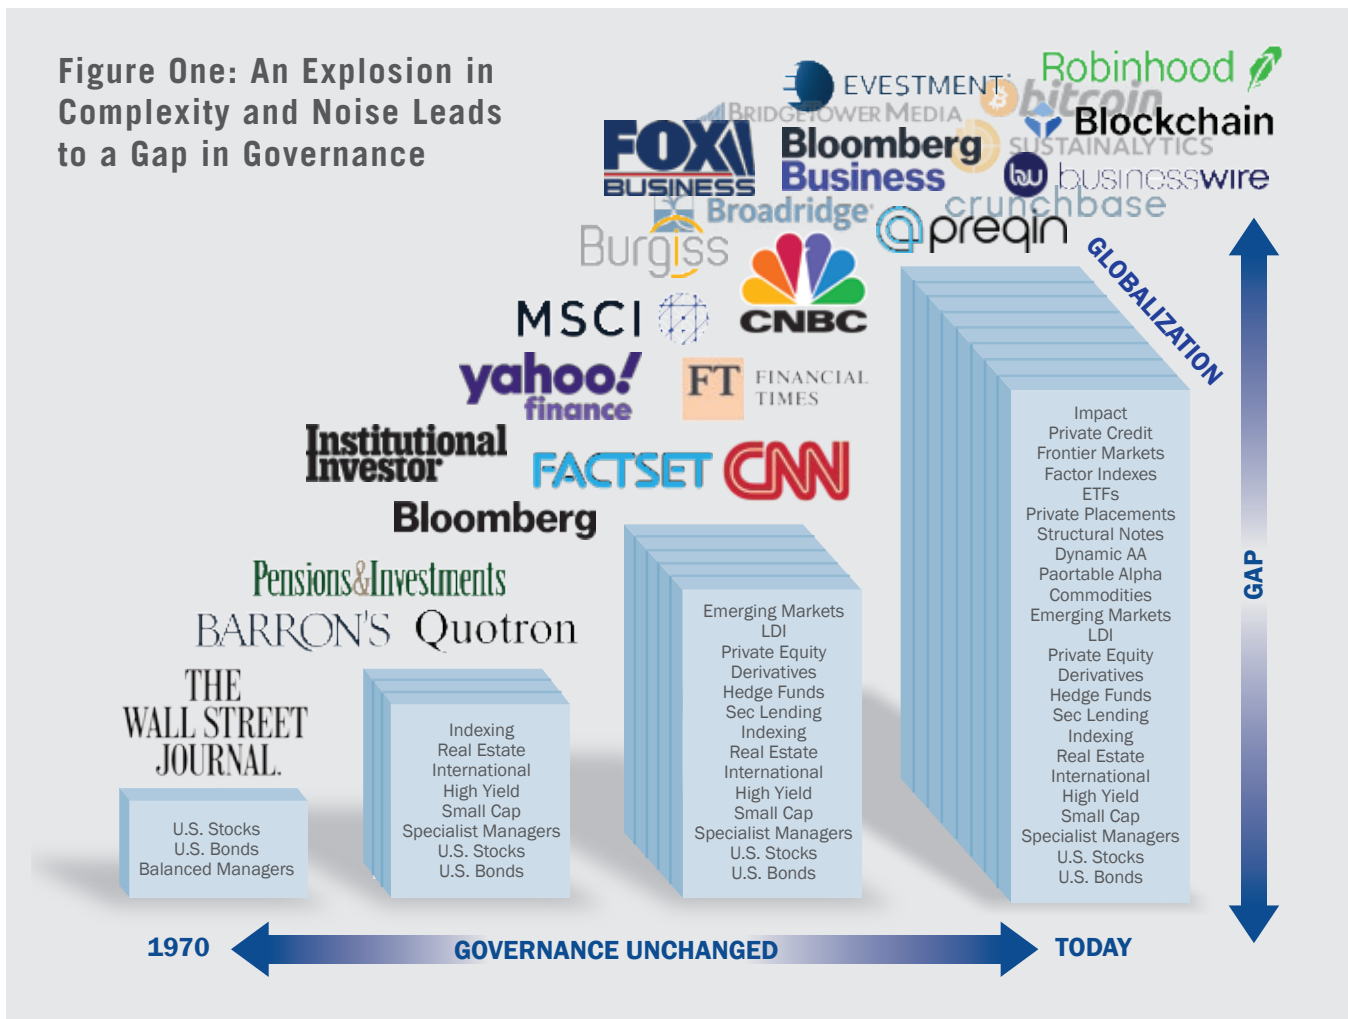 Figure One: An Explosion in
Complexity and Noise Leads
to a Gap in Governance
EVESTMENT
Robinhood
bitcoin
BRIDGETOWER MEDIA
Blockchain
FOX
BUSINESS
Bloomberg
Business
SUSTAINALYTICS
bu businesswire
Broadridge
crunchbase
preqin
Burgiss
CNBC
MSCI
GLOBALIZATION
yahoo!
finance
FT
FINANCIAL
TIMES
Institutional
Investor
FACTSET
CNN
Bloomberg
Pensions&Investments
BARRON'S
Quotron
THE
WALL STREET
JOURNAL.
U.S. Stocks
U.S. Bonds
Balanced Managers
Indexing
Real Estate
International
High Yield
Small Cap
Specialist Managers
U.S. Stocks
U.S. Bonds
Emerging Markets
LDI
Private Equity
Derivatives
Hedge Funds
Sec Lending
Indexing
Real Estate
International
High Yield
Small Cap
Specialist Managers
U.S. Stocks
U.S. Bonds
Impact
Private Credit
Frontier Markets
Factor Indexes
ETFs
Private Placements
Structural Notes
Dynamic AA
Paortable Alpha
Commodities
Emerging Markets
LDI
Private Equity
Derivatives
Hedge Funds
Sec Lending
Indexing
Real Estate
International
High Yield
Small Cap
Specialist Managers
U.S. Stocks
U.S. Bonds
GAP
1970
GOVERNANCE UNCHANGED
TODAY